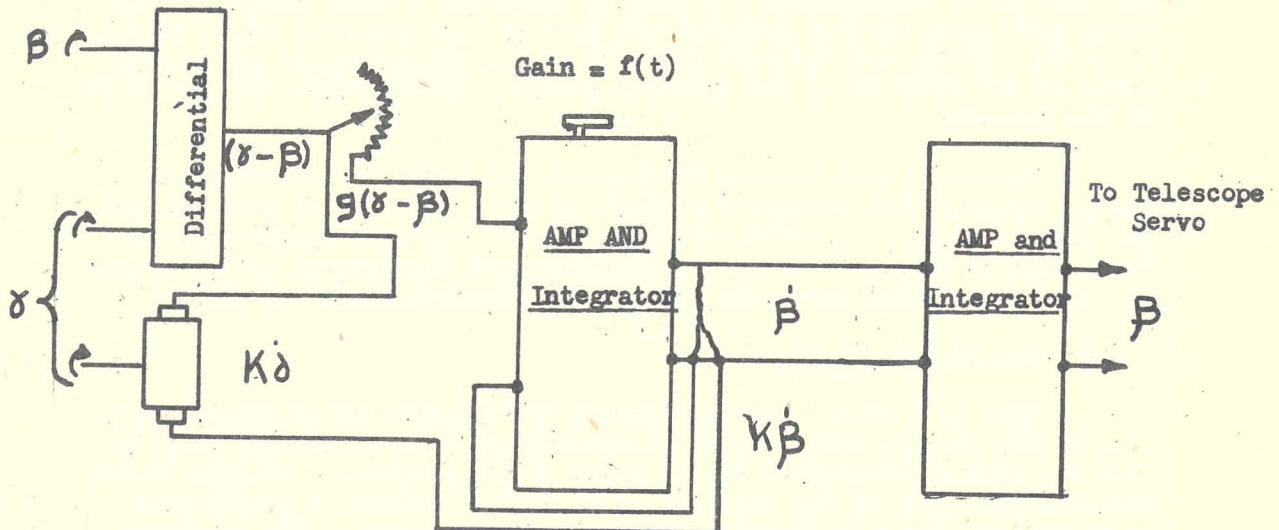 β
Differential
Gain = f(t)
(γ-β)
g(γ-β)
γ
Kγ̇
AMP AND
Integrator
β̇
Kβ̇
AMP and
Integrator
To Telescope
Servo
β